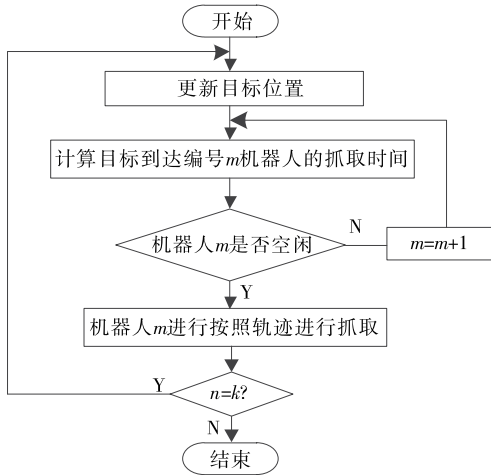 开始
更新目标位置
计算目标到达编号m机器人的抓取时间
机器人m是否空闲
N
m=m+1
Y
机器人m进行按照轨迹进行抓取
Y
n=k?
N
结束